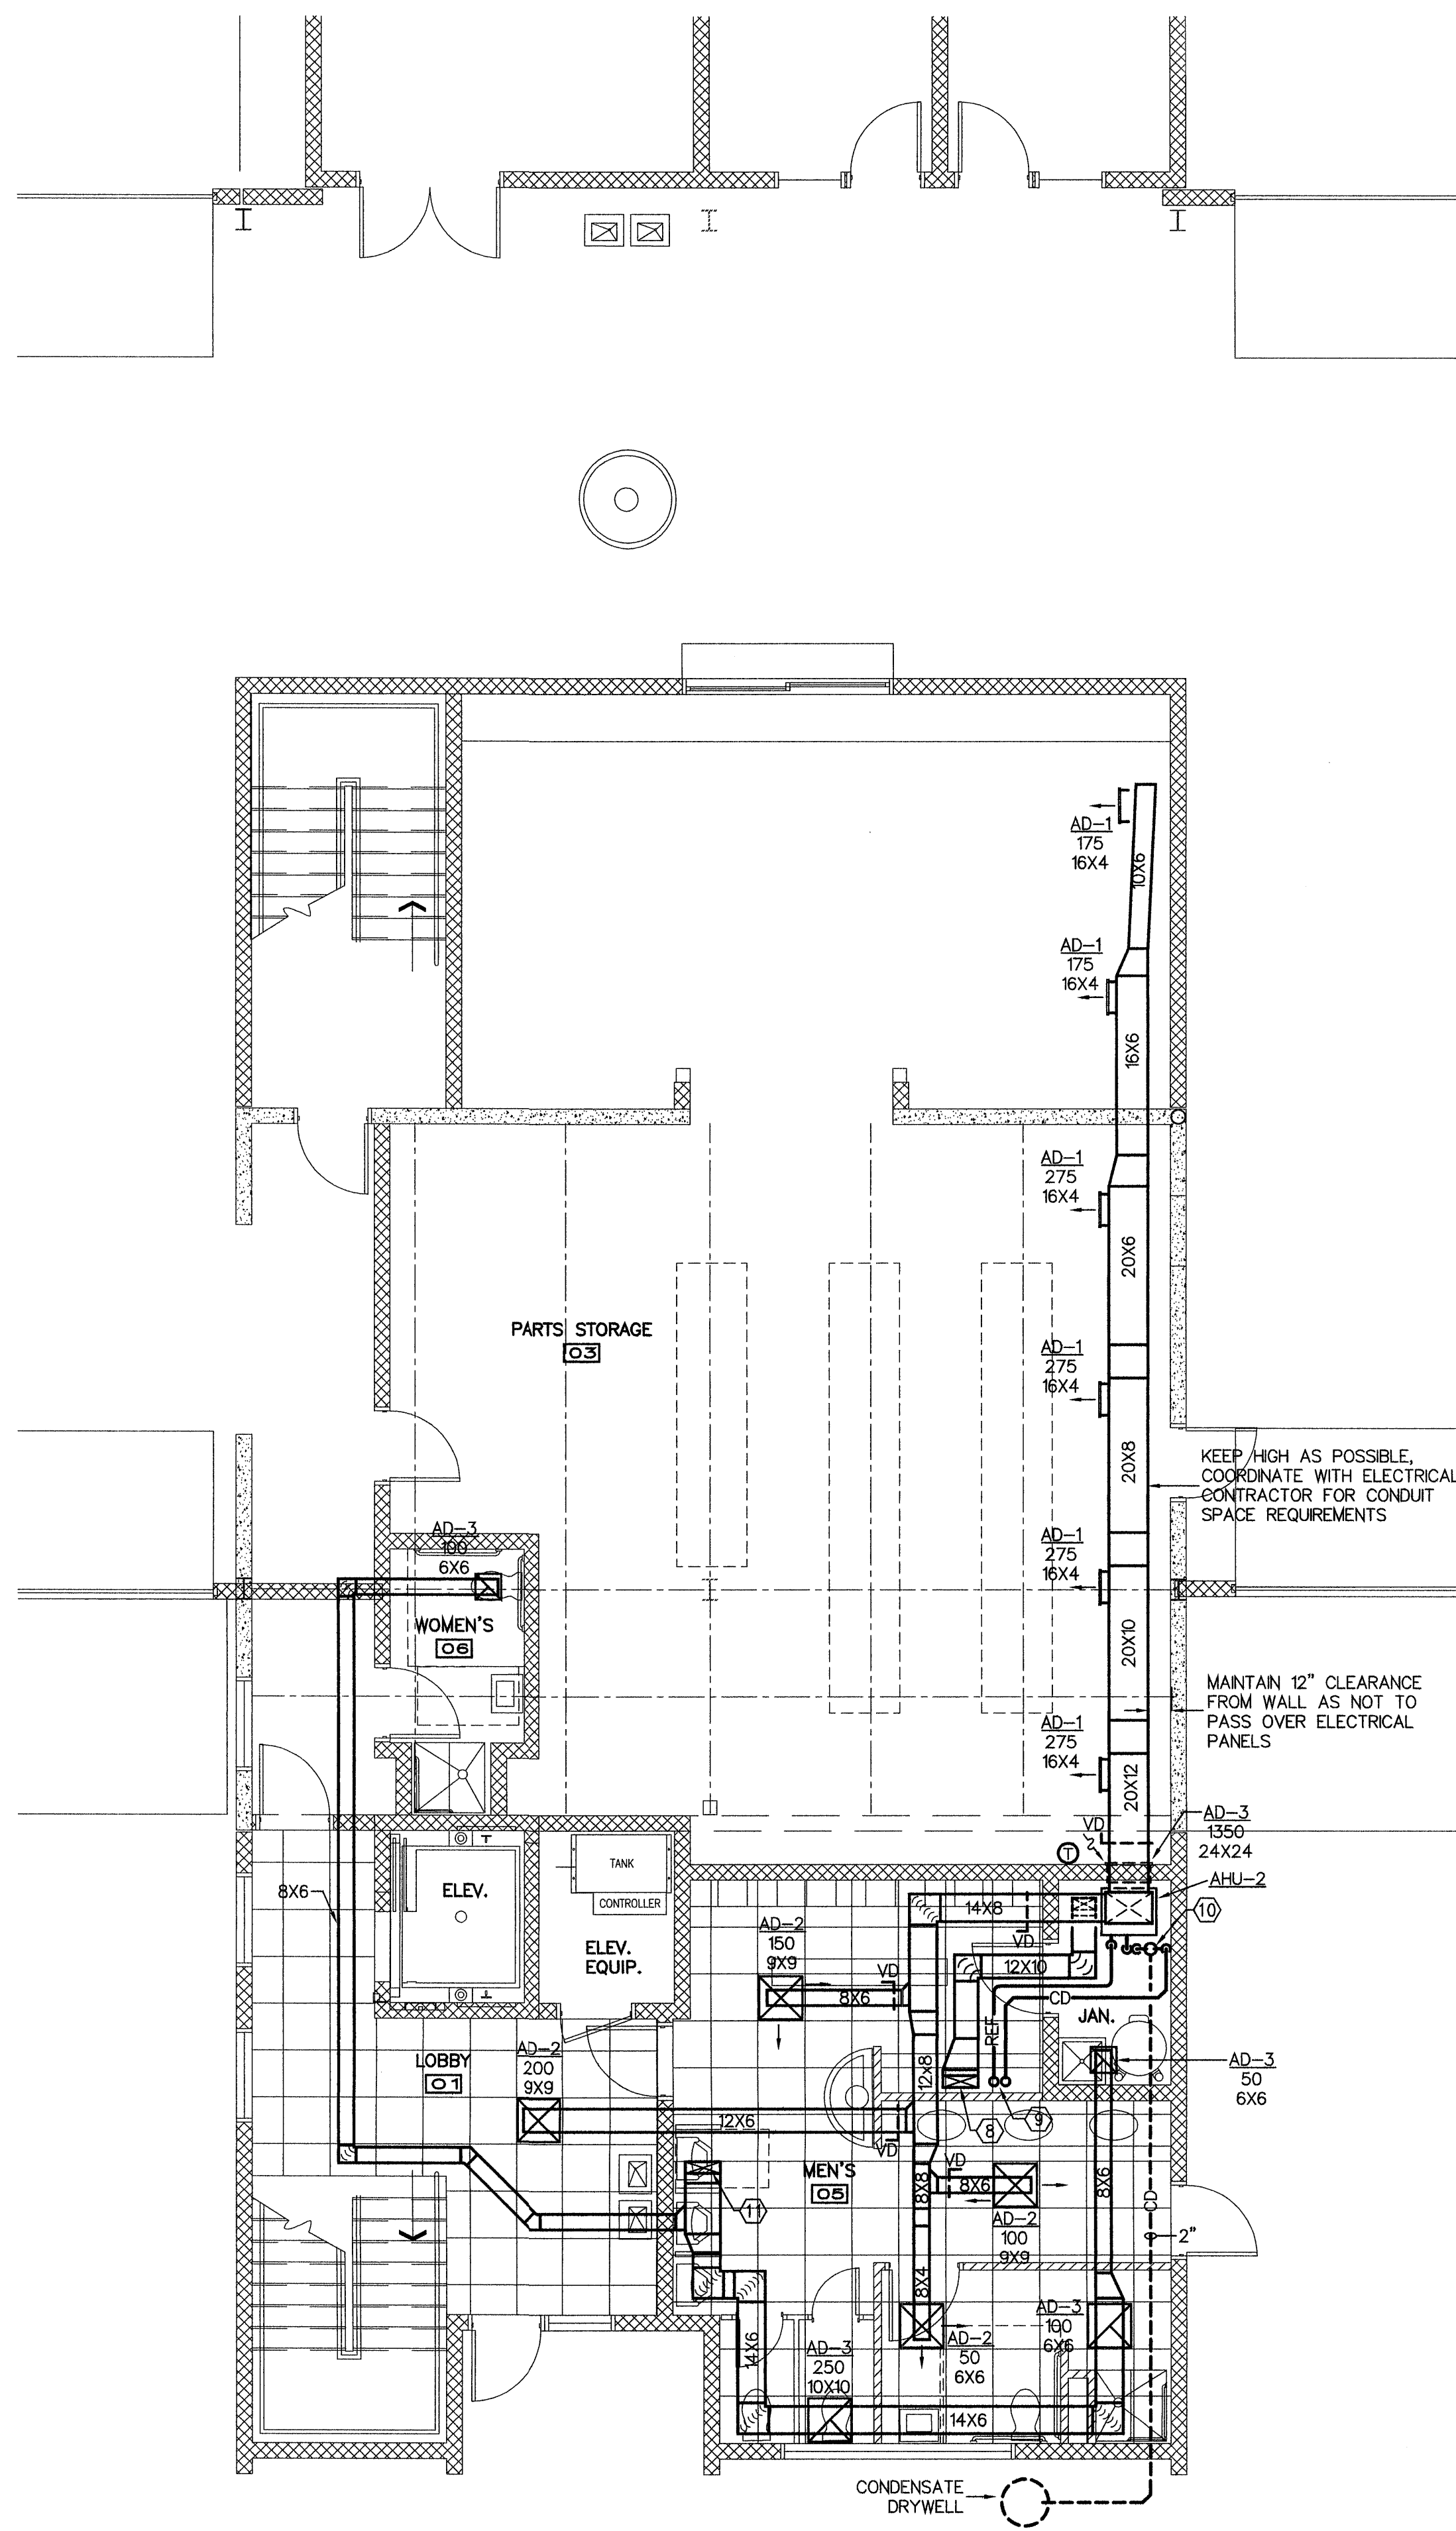 AD-1
175
16X4
10X6
AD-1
175
16X4
16X6
AD-1
275
16X4
20X6
PARTS STORAGE
03
AD-1
275
16X4
20X8
KEEP HIGH AS POSSIBLE,
COORDINATE WITH ELECTRICAL
CONTRACTOR FOR CONDUIT
SPACE REQUIREMENTS
AD-3
100
6X6
AD-1
275
16X4
WOMEN'S
06
20X10
MAINTAIN 12" CLEARANCE
FROM WALL AS NOT TO
PASS OVER ELECTRICAL
PANELS
AD-1
275
16X4
20X12
VD
AD-3
1350
24X24
T
TANK
AHU-2
8X6
ELEV.
CONTROLLER
14X8
10
AD-2
150
9X9
VD
ELEV.
EQUIP.
VD
12X10
8X6
CD
REF
JAN.
LOBBY
01
AD-2
200
9X9
12x8
AD-3
50
6X6
12X6
8
9
VD
MEN'S
05
VD
8X8
8X6
8X6
CD
11
AD-2
100
9X9
2"
8X4
14X6
AD-3
250
10X10
AD-2
50
6X6
AD-3
100
6X6
14X6
CONDENSATE
DRYWELL